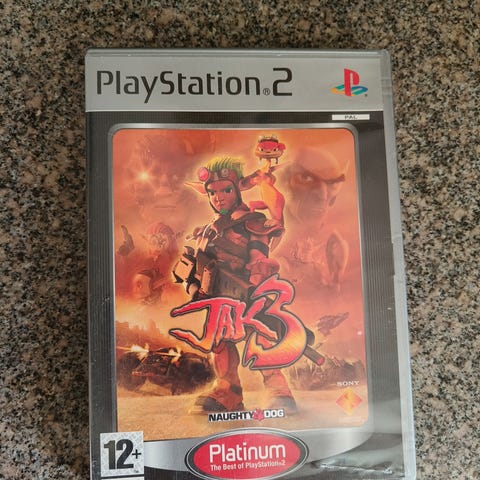 PlayStation®2
PAL
JAK 3
SONY
NAUGHTY DOG
12+
Platinum
The Best of PlayStation®2